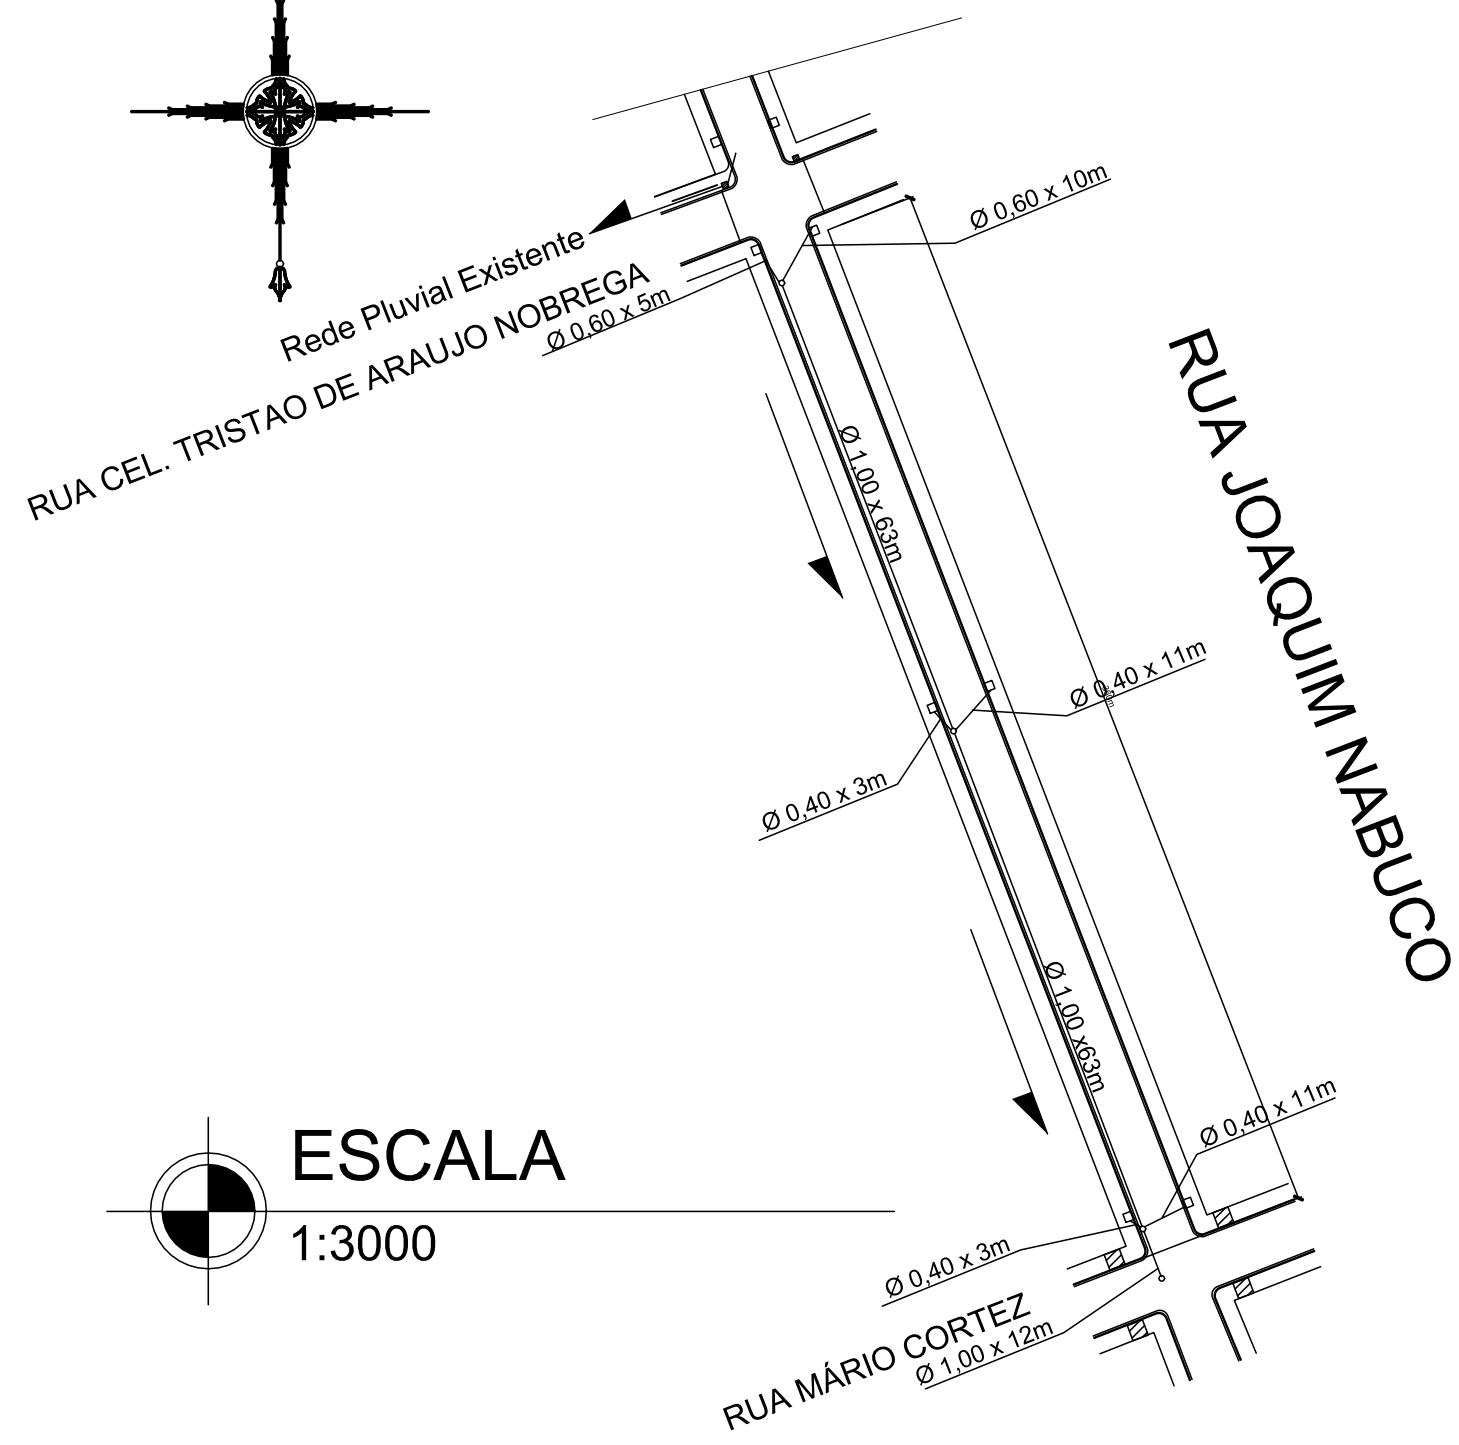 Ø 0,60 x 10m
Rede Pluvial Existente
RUA CEL. TRISTAO DE ARAUJO NOBREGA
Ø 0,60 x 5m
RUA JOAQUIM NABUCO
Ø 1,00 x 63m
Ø 0,40 x 11m
Ø 0,40 x 3m
Ø 1,00 x63m
Ø 0,40 x 11m
ESCALA
1:3000
Ø 0,40 x 3m
RUA MÁRIO CORTEZ
Ø 1,00 x 12m